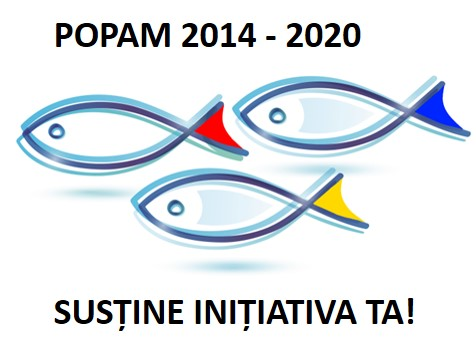 POPAM 2014 - 2020
SUSȚINE INIȚIATIVA TA!